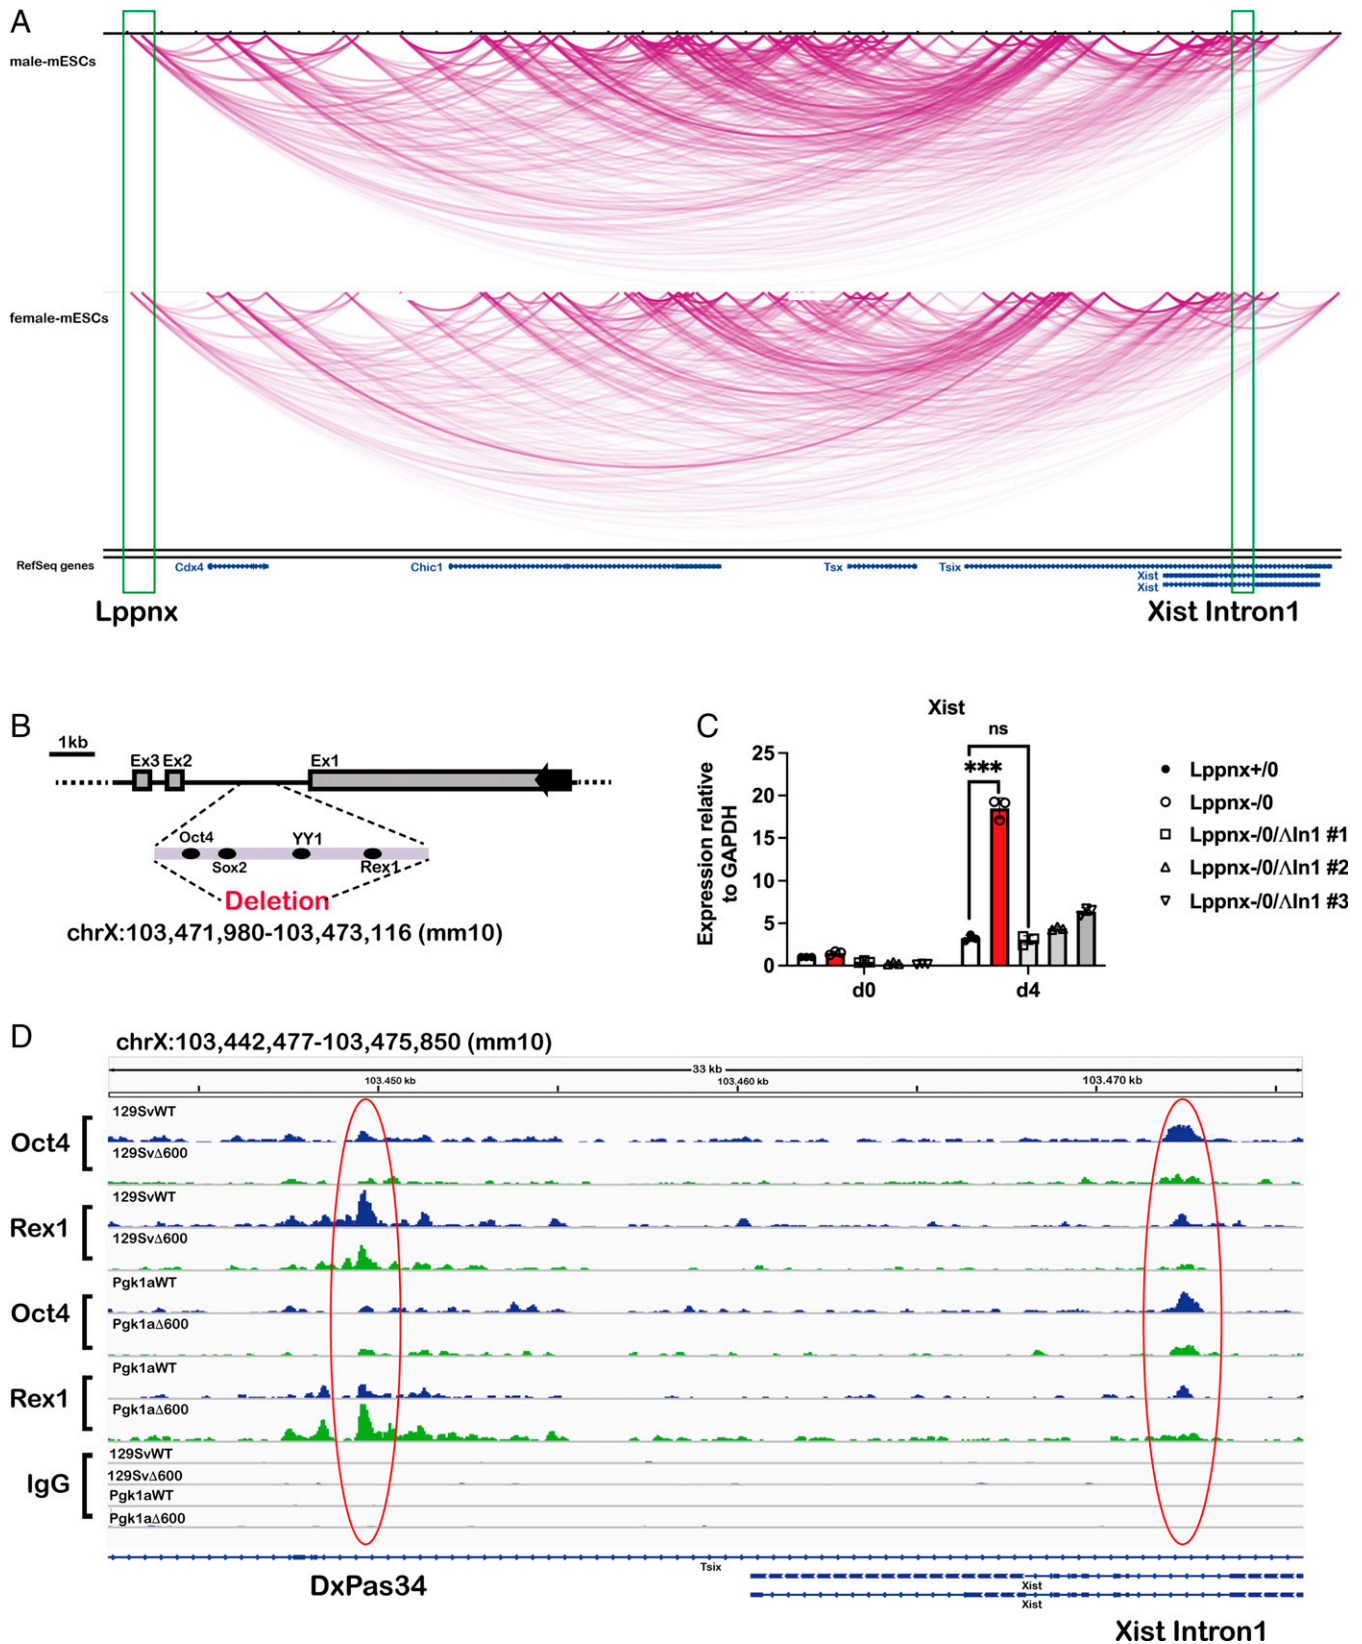 A
male-mESCs
female-mESCs
RefSeq genes
Cdx4
Chic1
Tsx
Tsix
Xist
Xist
Lppnx
Xist Intron1
B
1kb
Ex3 Ex2
Ex1
Oct4
YY1
Sox2
Rex1
Deletion
chrX:103,471,980-103,473,116 (mm10)
C
Xist
ns
***
25
20
15
10
5
0
Expression relative
to GAPDH
d0
d4
Lppnx+/0
Lppnx-/0
Lppnx-/0/ΛIn1 #1
Lppnx-/0/ΛIn1 #2
Lppnx-/0/ΛIn1 #3
D
chrX:103,442,477-103,475,850 (mm10)
33 kb
103.450 kb
103.460 kb
103.470 kb
Oct4
129SvWT
129SvΔ600
Rex1
129SvWT
129SvΔ600
Oct4
Pgk1aWT
Pgk1aΔ600
Rex1
Pgk1aWT
Pgk1aΔ600
IgG
129SvWT
129SvΔ600
Pgk1aWT
Pgk1aΔ600
Tsix
Xist
Xist
DxPas34
Xist Intron1